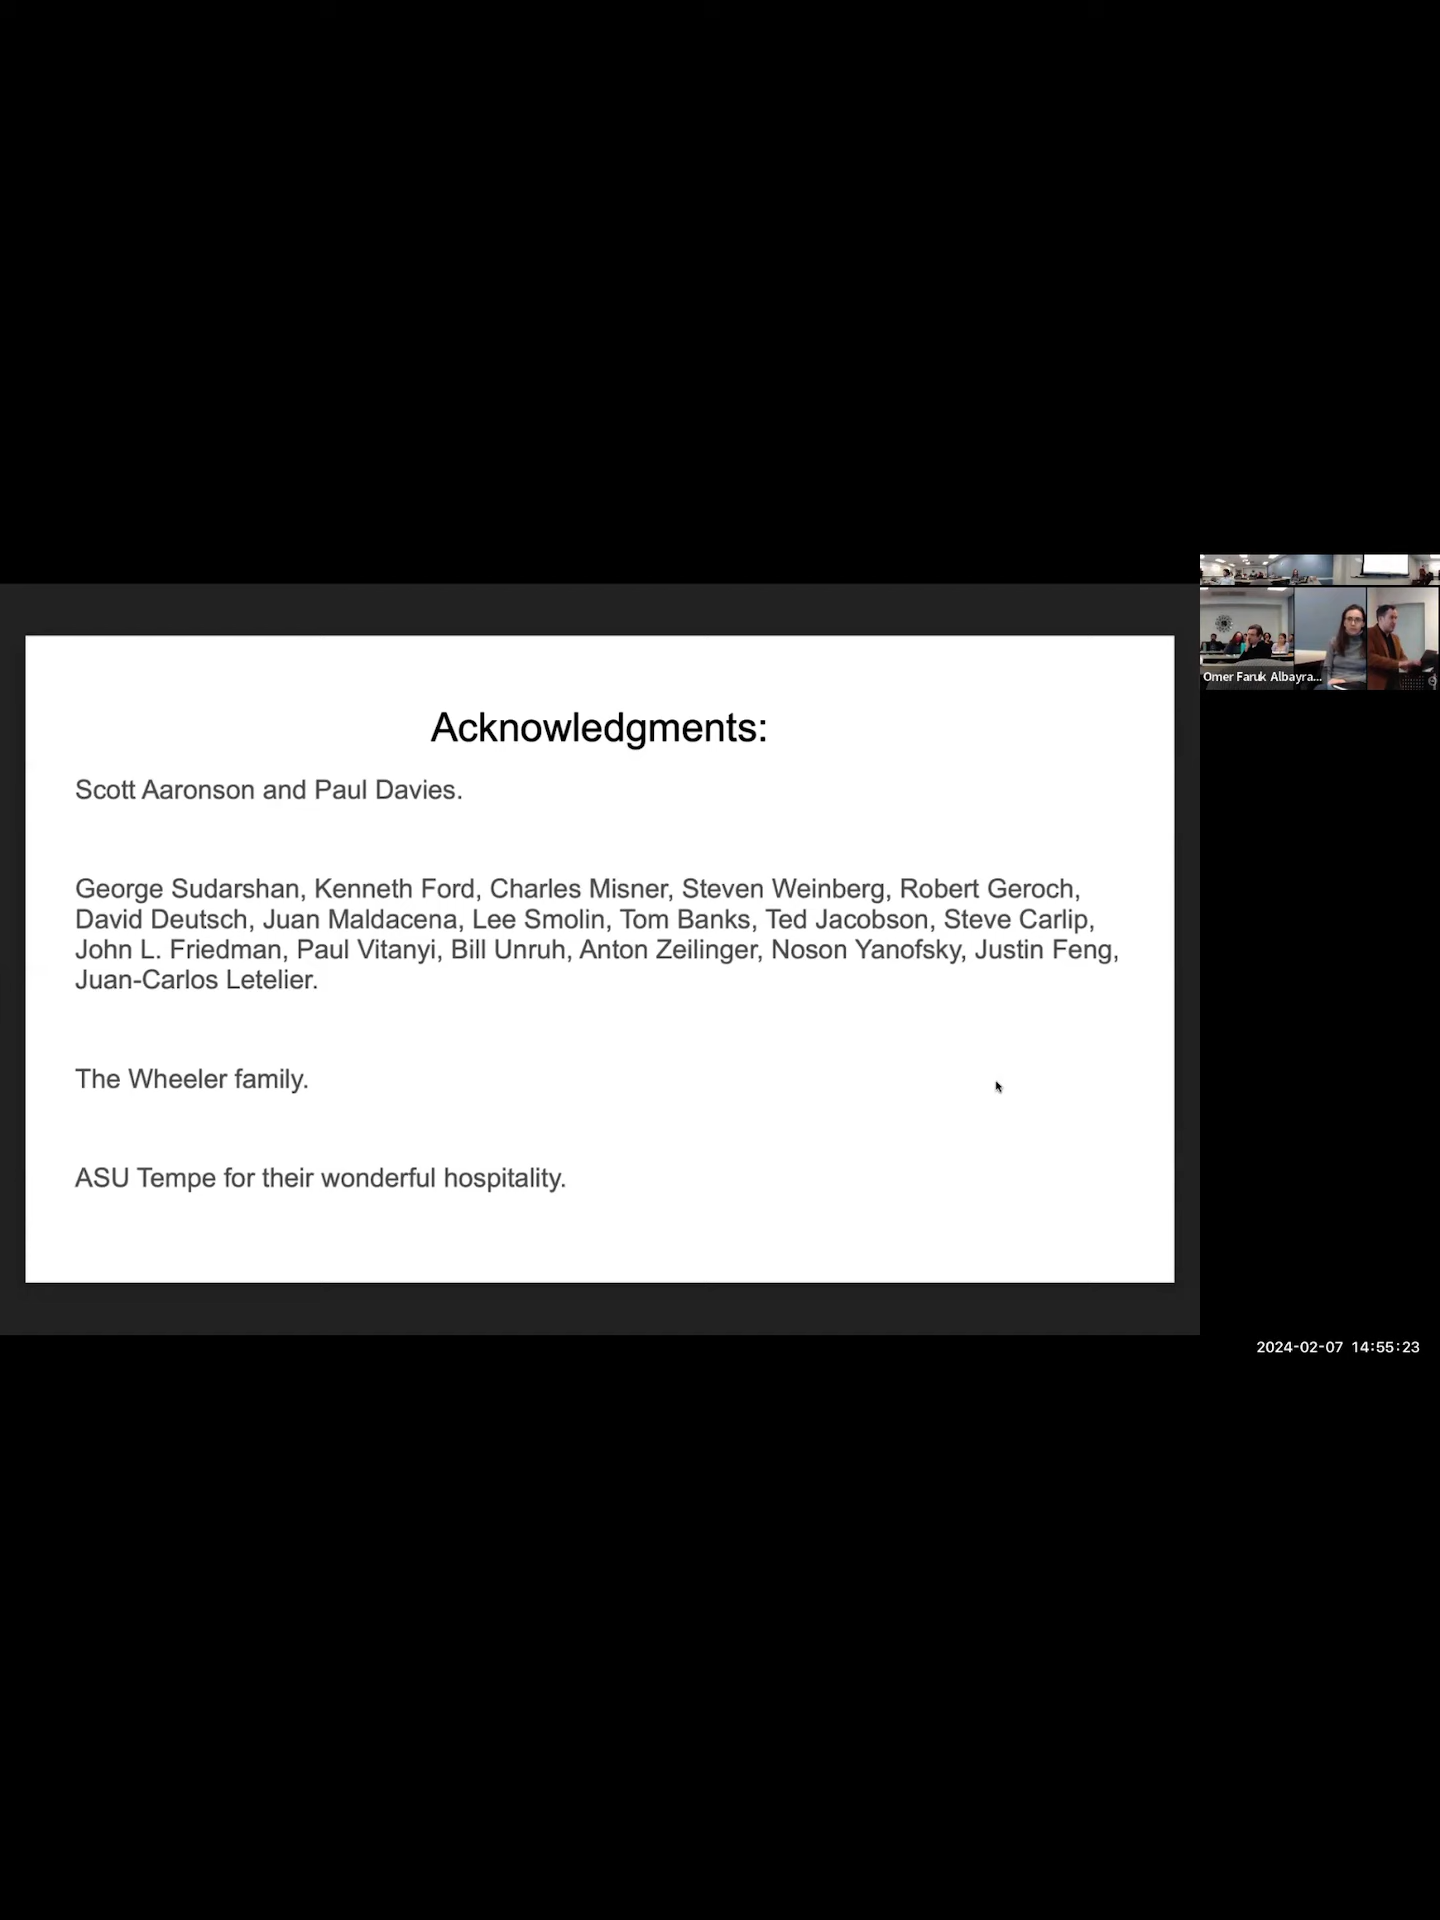 Acknowledgments:
Scott Aaronson and Paul Davies.
George Sudarshan, Kenneth Ford, Charles Misner, Steven Weinberg, Robert Geroch,
David Deutsch, Juan Maldacena, Lee Smolin, Tom Banks, Ted Jacobson, Steve Carlip,
John L. Friedman, Paul Vitanyi, Bill Unruh, Anton Zeilinger, Noson Yanofsky, Justin Feng,
Juan-Carlos Letelier.
The Wheeler family.
ASU Tempe for their wonderful hospitality.
Omer Faruk Albayra...
2024-02-07 14:55:23